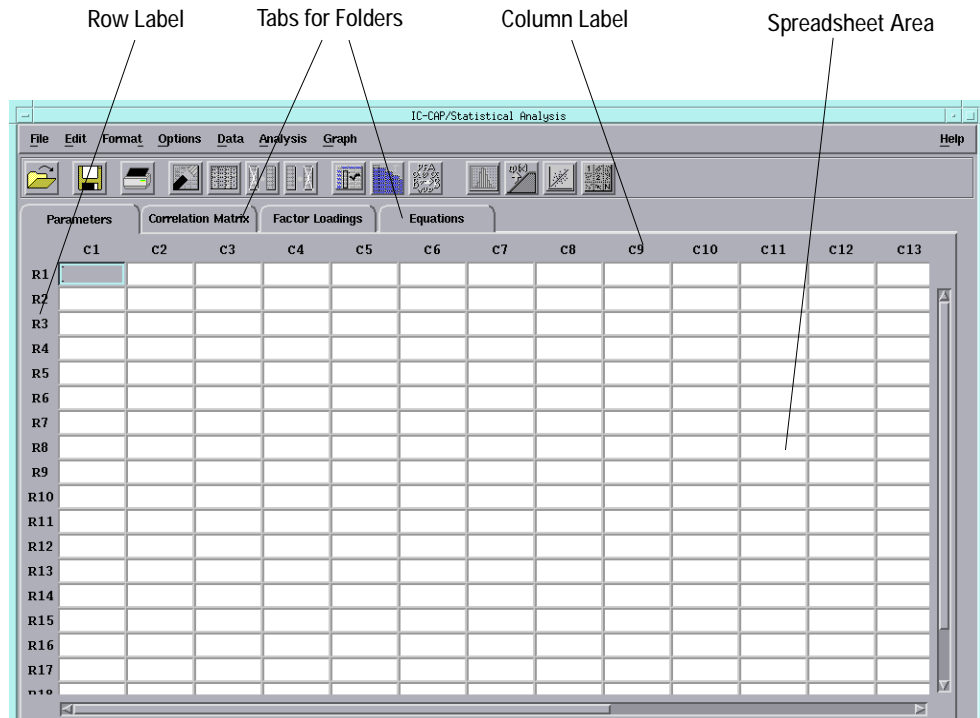 Row Label Tabs for Folders Column Label Spreadsheet Area
IC-CAP/Statistical Analysis
File Edit Format Options Data Analysis Graph Help
Parameters Correlation Matrix Factor Loadings Equations
C1 C2 C3 C4 C5 C6 C7 C8 C9 C10 C11 C12 C13
R1
R2
R3
R4
R5
R6
R7
R8
R9
R10
R11
R12
R13
R14
R15
R16
R17
R18